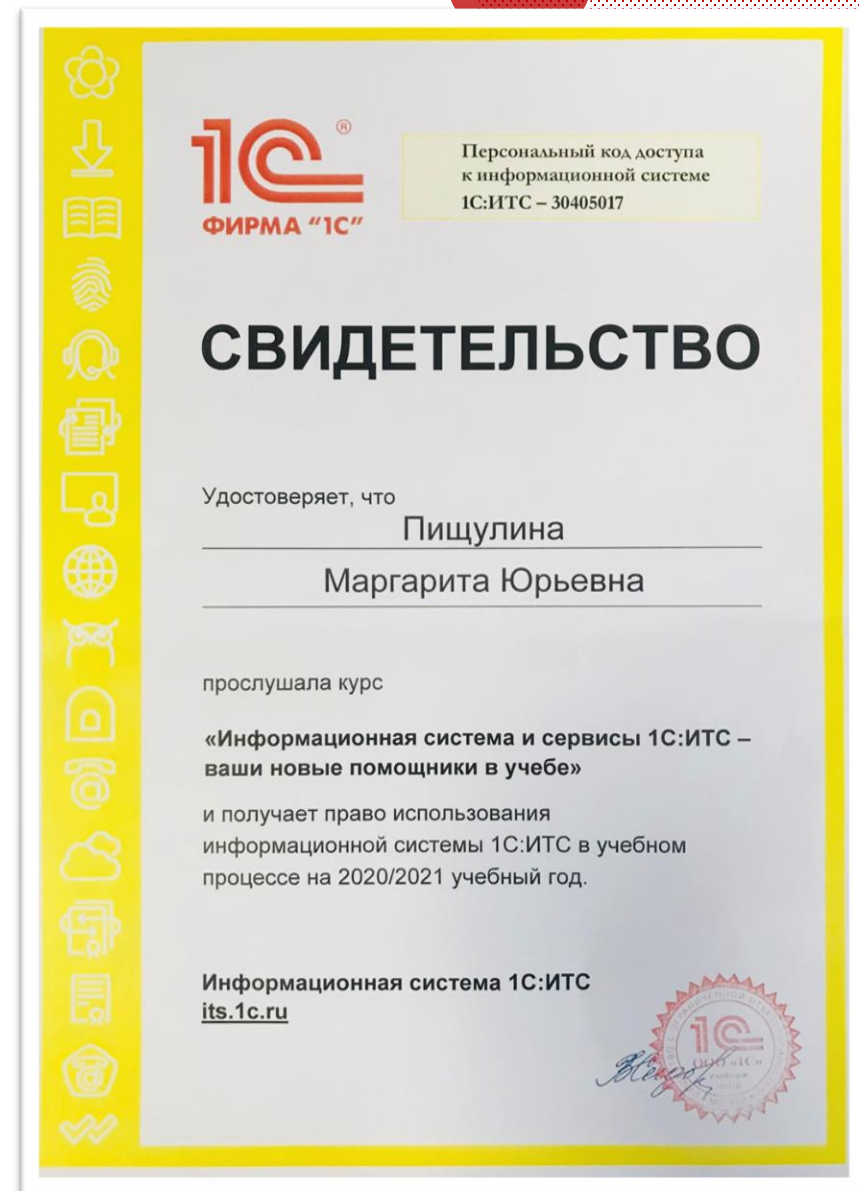 1С®
ФИРМА “1С”
Персональный код доступа
к информационной системе
1С:ИТС – 30405017
СВИДЕТЕЛЬСТВО
Удостоверяет, что
Пищулина
Маргарита Юрьевна
прослушала курс
«Информационная система и сервисы 1С:ИТС –
ваши новые помощники в учебе»
и получает право использования
информационной системы 1С:ИТС в учебном
процессе на 2020/2021 учебный год.
Информационная система 1С:ИТС
its.1c.ru
1С
ООО «1С»